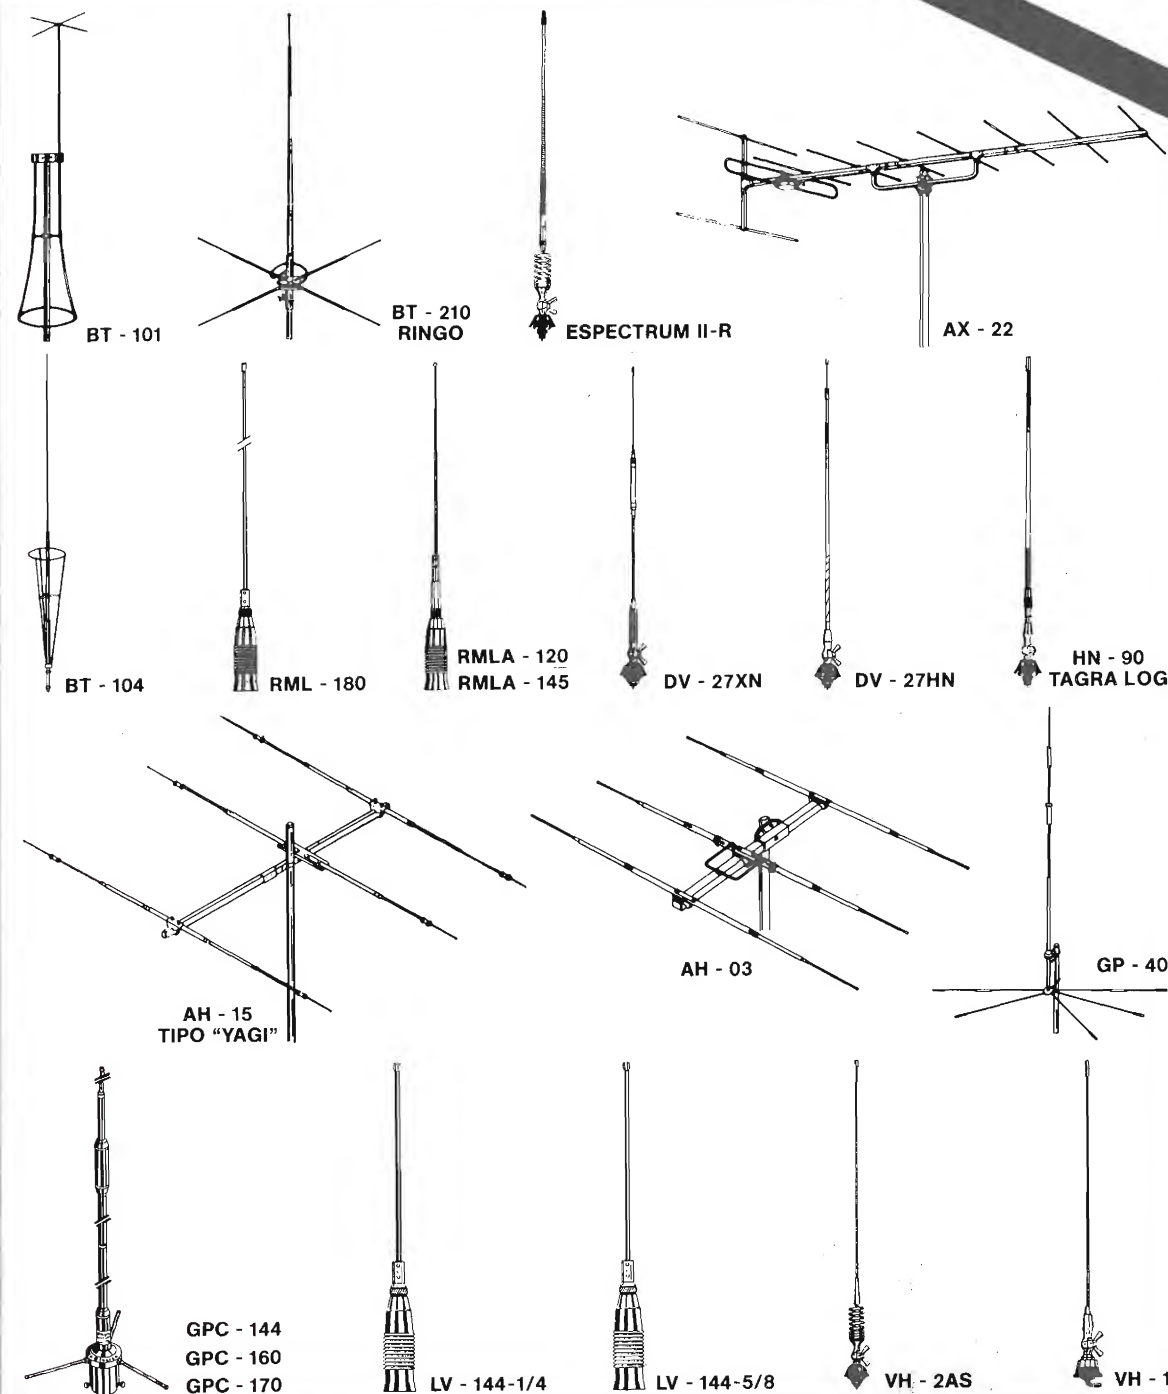 BT - 101
BT - 210
RINGO
ESPECTRUM II-R
AX - 22
BT - 104
RML - 180
RMLA - 120
RMLA - 145
DV - 27XN
DV - 27HN
HN - 90
TAGRA LOG
AH - 15
TIPO “YAGI”
AH - 03
GP - 40
GPC - 144
GPC - 160
GPC - 170
LV - 144-1/4
LV - 144-5/8
VH - 2AS
VH - 1